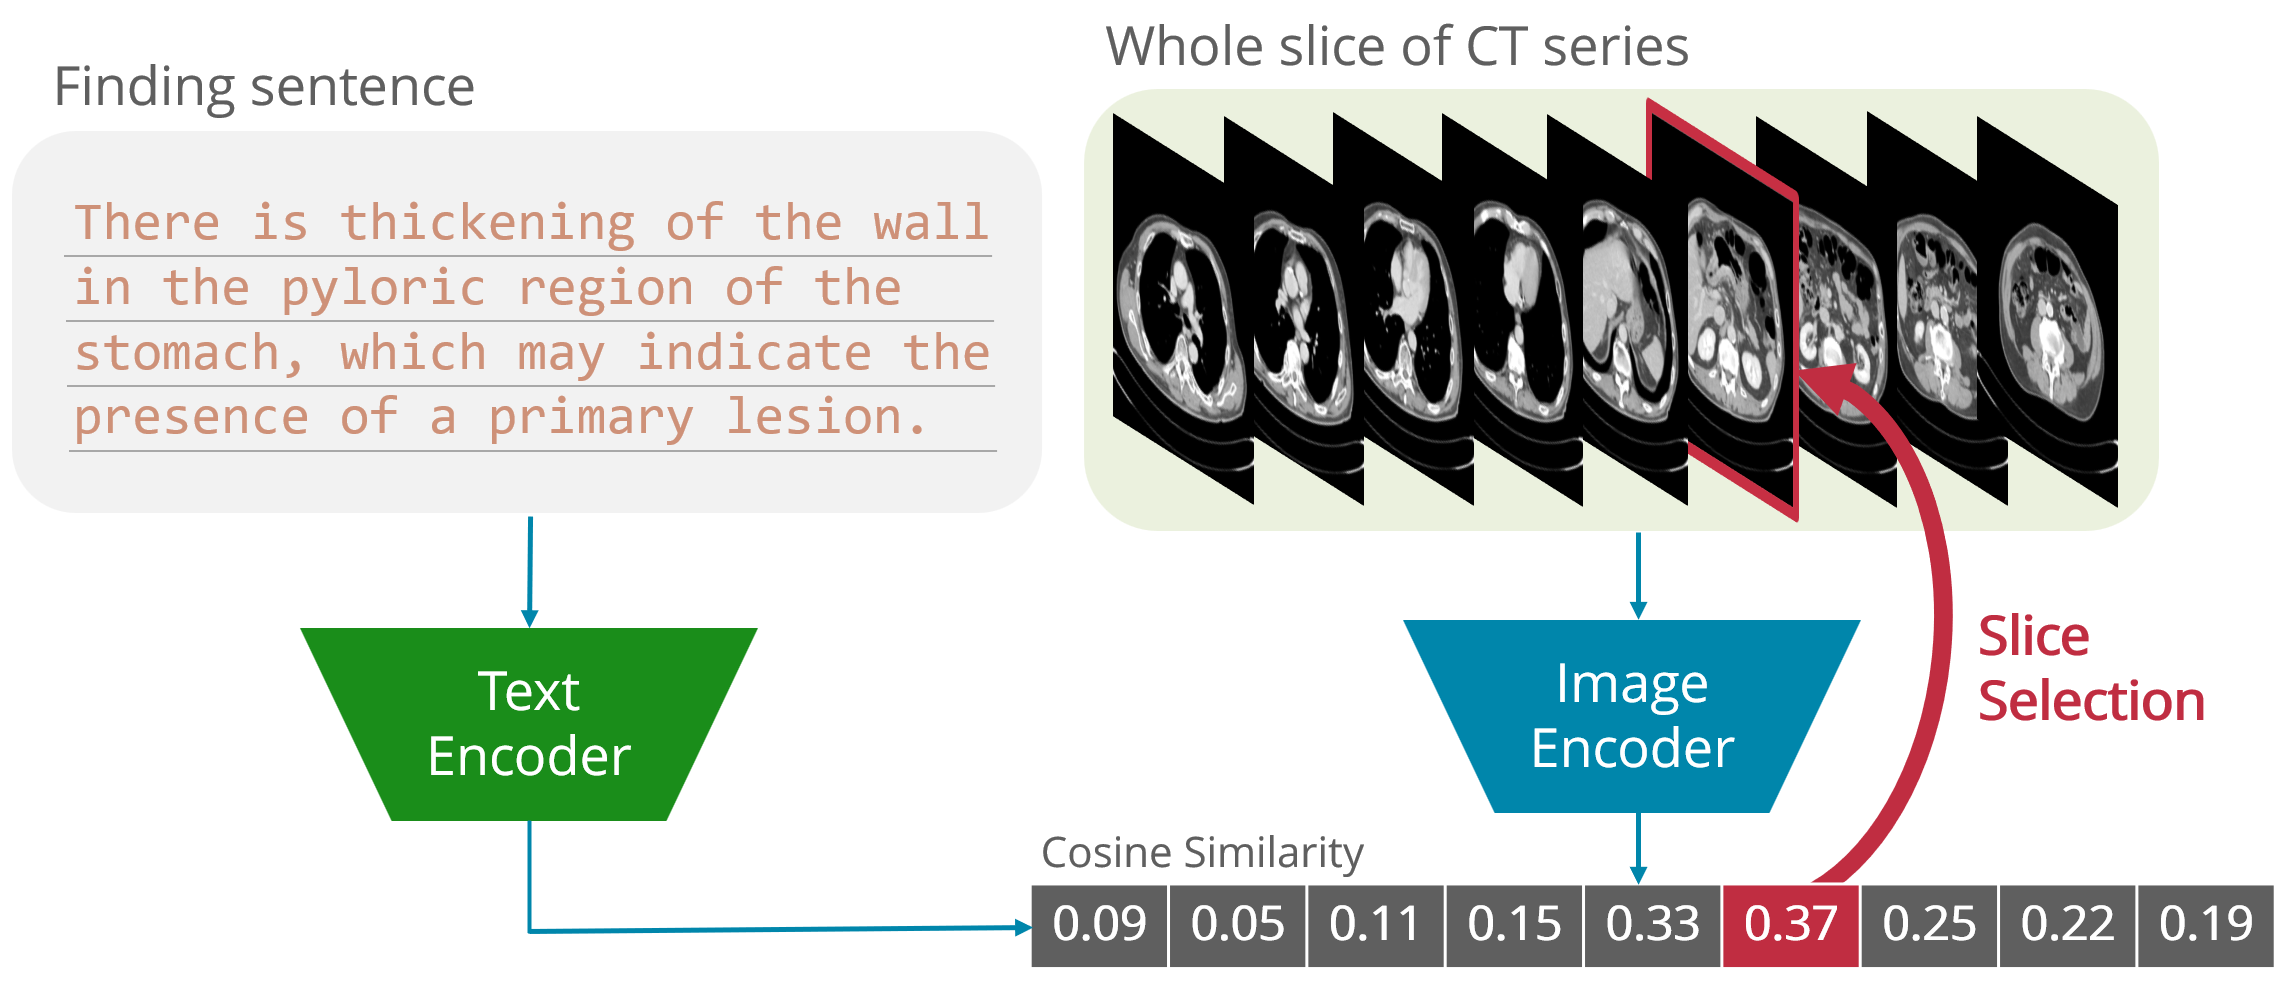 Finding sentence
There is thickening of the wall
in the pyloric region of the
stomach, which may indicate the
presence of a primary lesion.
Whole slice of CT series
Text
Encoder
Image
Encoder
Slice
Selection
Cosine Similarity
0.09 0.05 0.11 0.15 0.33 0.37 0.25 0.22 0.19